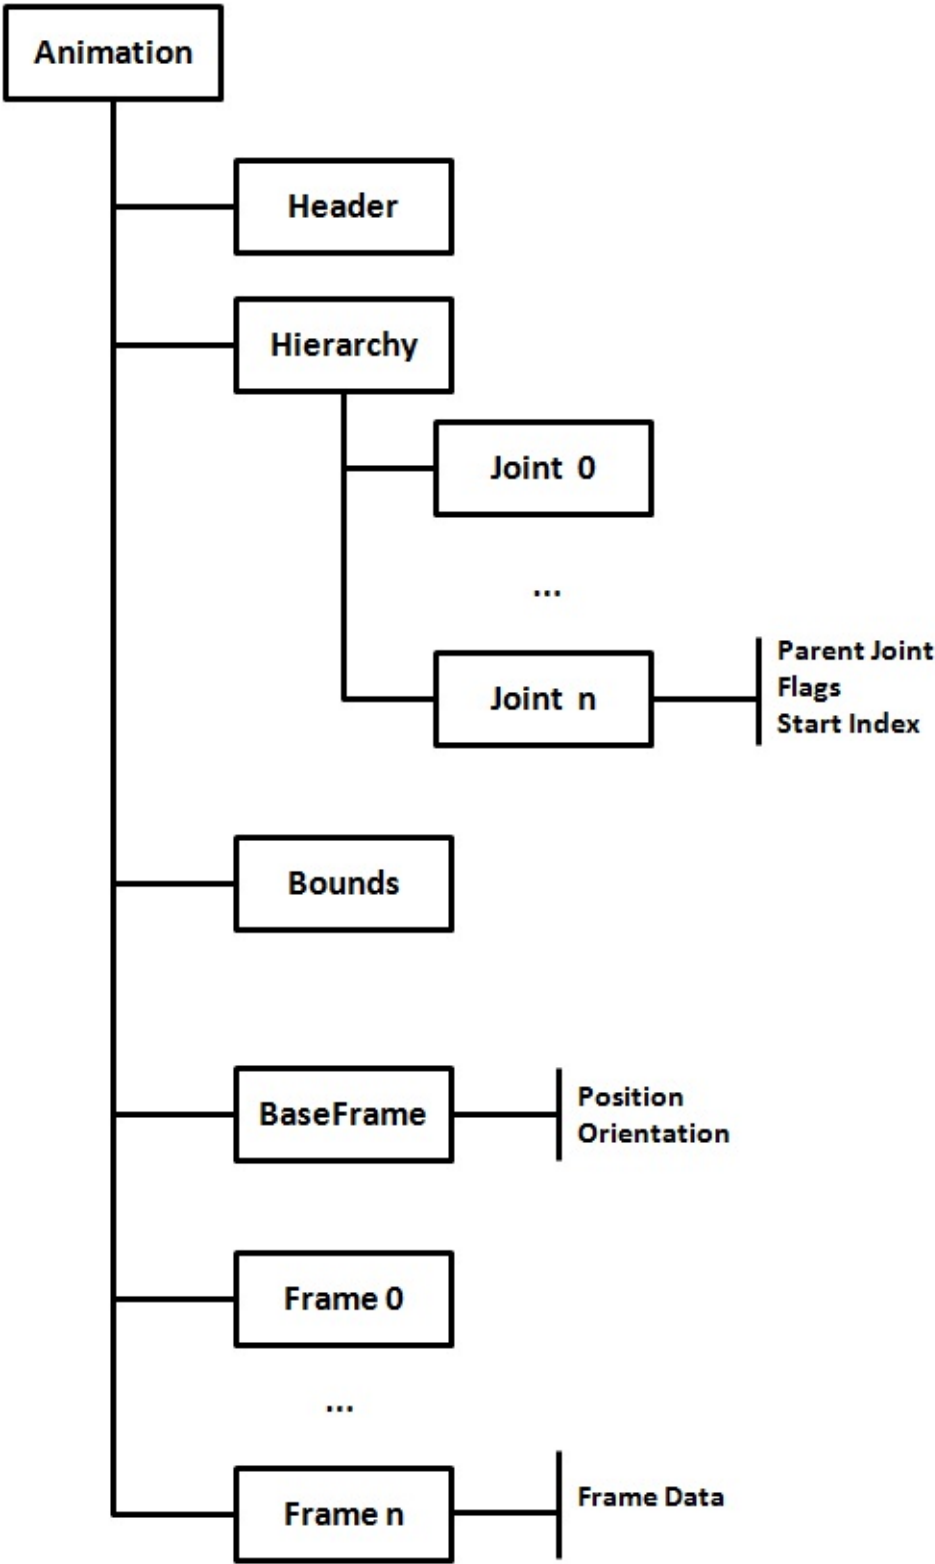 Animation
Header
Hierarchy
Joint 0
...
Joint n
Parent Joint
Flags
Start Index
Bounds
BaseFrame
Position
Orientation
Frame 0
...
Frame n
Frame Data